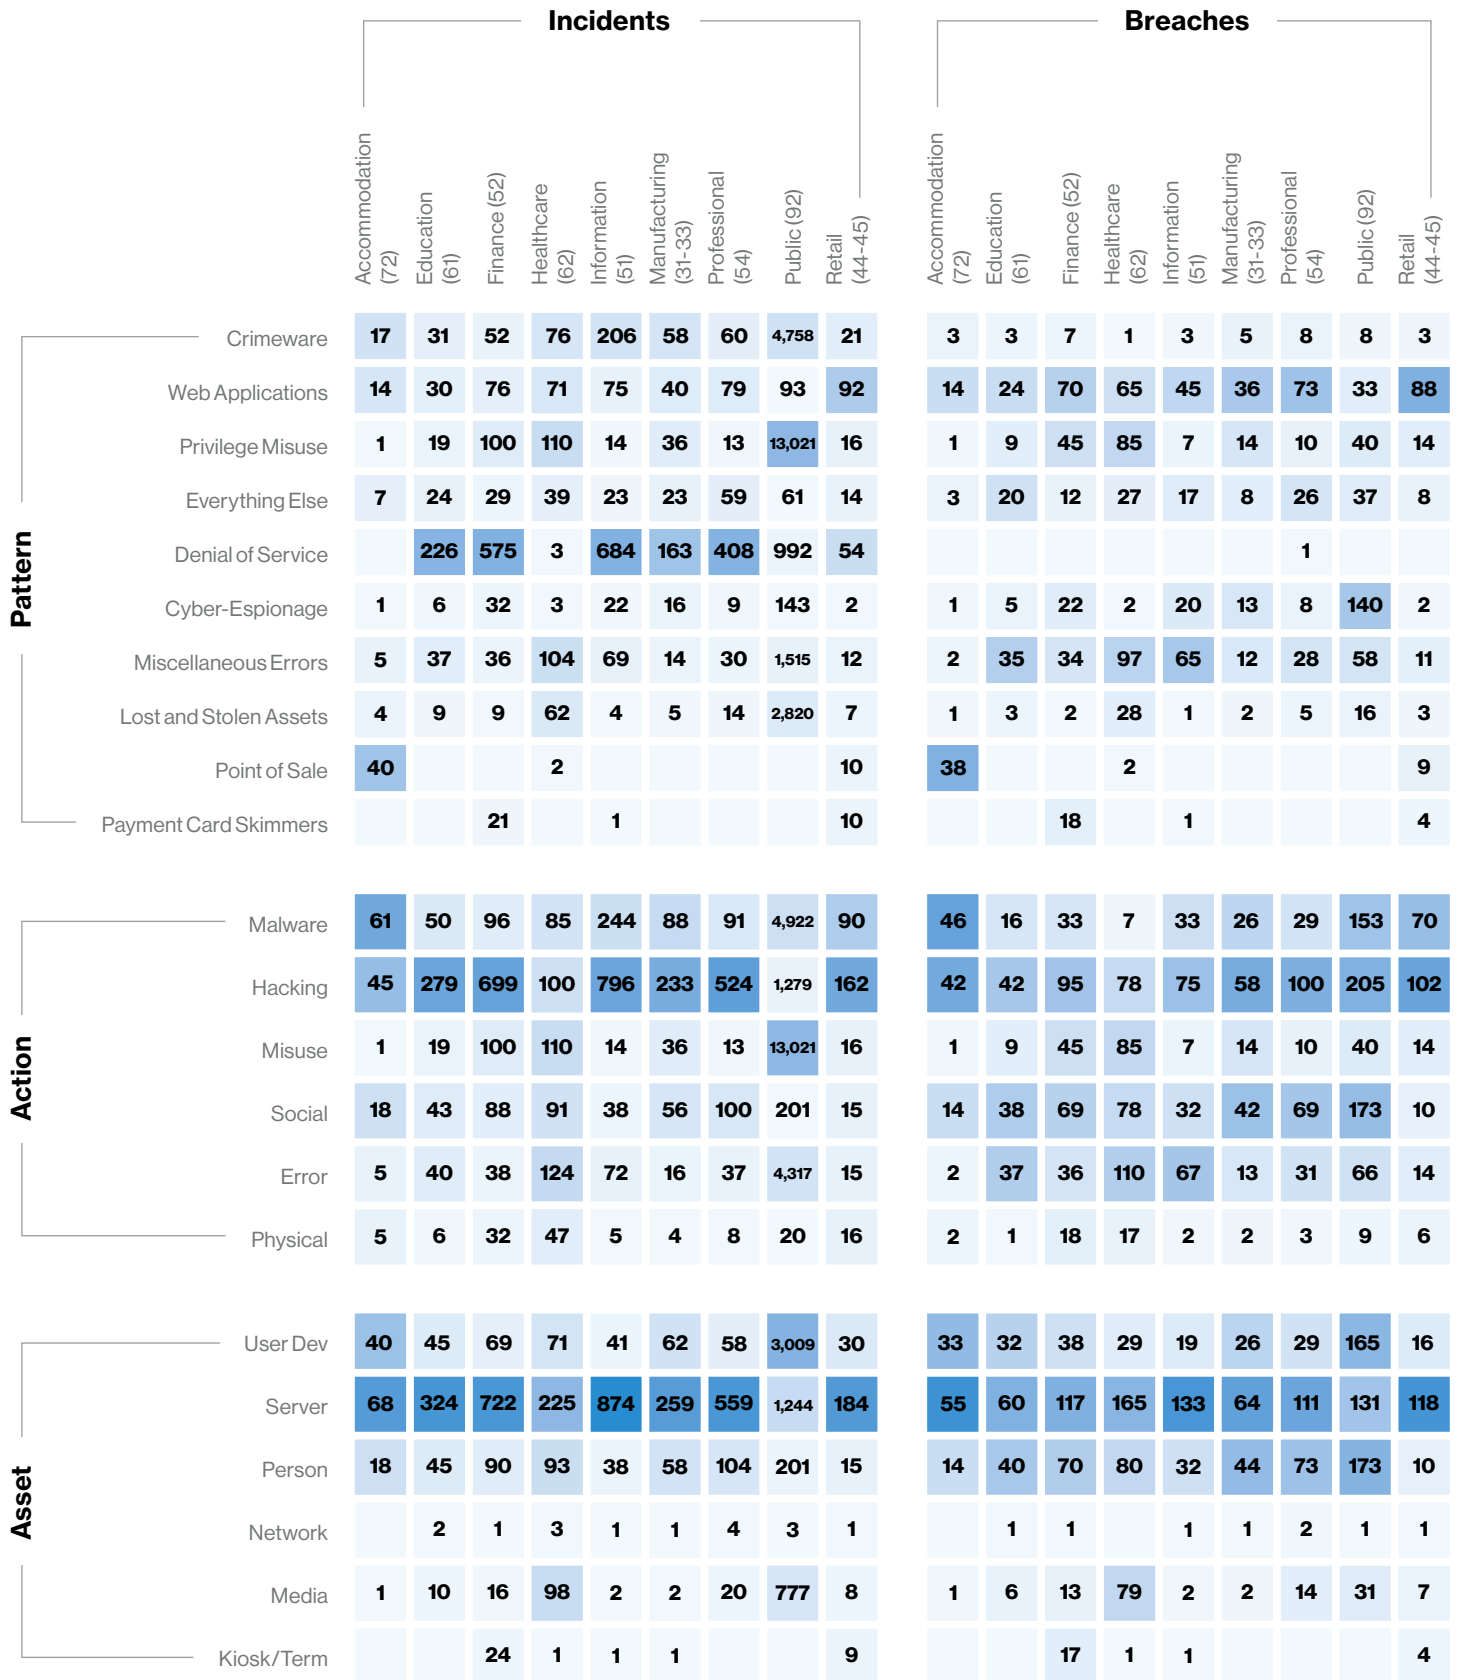 Incidents Breaches
Accommodation (72) Education (61) Finance (52) Healthcare (62) Information (51) Manufacturing (31-33) Professional (54) Public (92) Retail (44-45) Accommodation (72) Education (61) Finance (52) Healthcare (62) Information (51) Manufacturing (31-33) Professional (54) Public (92) Retail (44-45)
Pattern
Crimeware 17 31 52 76 206 58 60 4,758 21 3 3 7 1 3 5 8 8 3
Web Applications 14 30 76 71 75 40 79 93 92 14 24 70 65 45 36 73 33 88
Privilege Misuse 1 19 100 110 14 36 13 13,021 16 1 9 45 85 7 14 10 40 14
Everything Else 7 24 29 39 23 23 59 61 14 3 20 12 27 17 8 26 37 8
Denial of Service 226 575 3 684 163 408 992 54 1
Cyber-Espionage 1 6 32 3 22 16 9 143 2 1 5 22 2 20 13 8 140 2
Miscellaneous Errors 5 37 36 104 69 14 30 1,515 12 2 35 34 97 65 12 28 58 11
Lost and Stolen Assets 4 9 9 62 4 5 14 2,820 7 1 3 2 28 1 2 5 16 3
Point of Sale 40 2 10 38 2 9
Payment Card Skimmers 21 1 10 18 1 4
Action
Malware 61 50 96 85 244 88 91 4,922 90 46 16 33 7 33 26 29 153 70
Hacking 45 279 699 100 796 233 524 1,279 162 42 42 95 78 75 58 100 205 102
Misuse 1 19 100 110 14 36 13 13,021 16 1 9 45 85 7 14 10 40 14
Social 18 43 88 91 38 56 100 201 15 14 38 69 78 32 42 69 173 10
Error 5 40 38 124 72 16 37 4,317 15 2 37 36 110 67 13 31 66 14
Physical 5 6 32 47 5 4 8 20 16 2 1 18 17 2 2 3 9 6
Asset
User Dev 40 45 69 71 41 62 58 3,009 30 33 32 38 29 19 26 29 165 16
Server 68 324 722 225 874 259 559 1,244 184 55 60 117 165 133 64 111 131 118
Person 18 45 90 93 38 58 104 201 15 14 40 70 80 32 44 73 173 10
Network 2 1 3 1 1 4 3 1 1 1 1 1 2 1 1
Media 1 10 16 98 2 2 20 777 8 1 6 13 79 2 2 14 31 7
Kiosk/Term 24 1 1 1 9 17 1 1 4